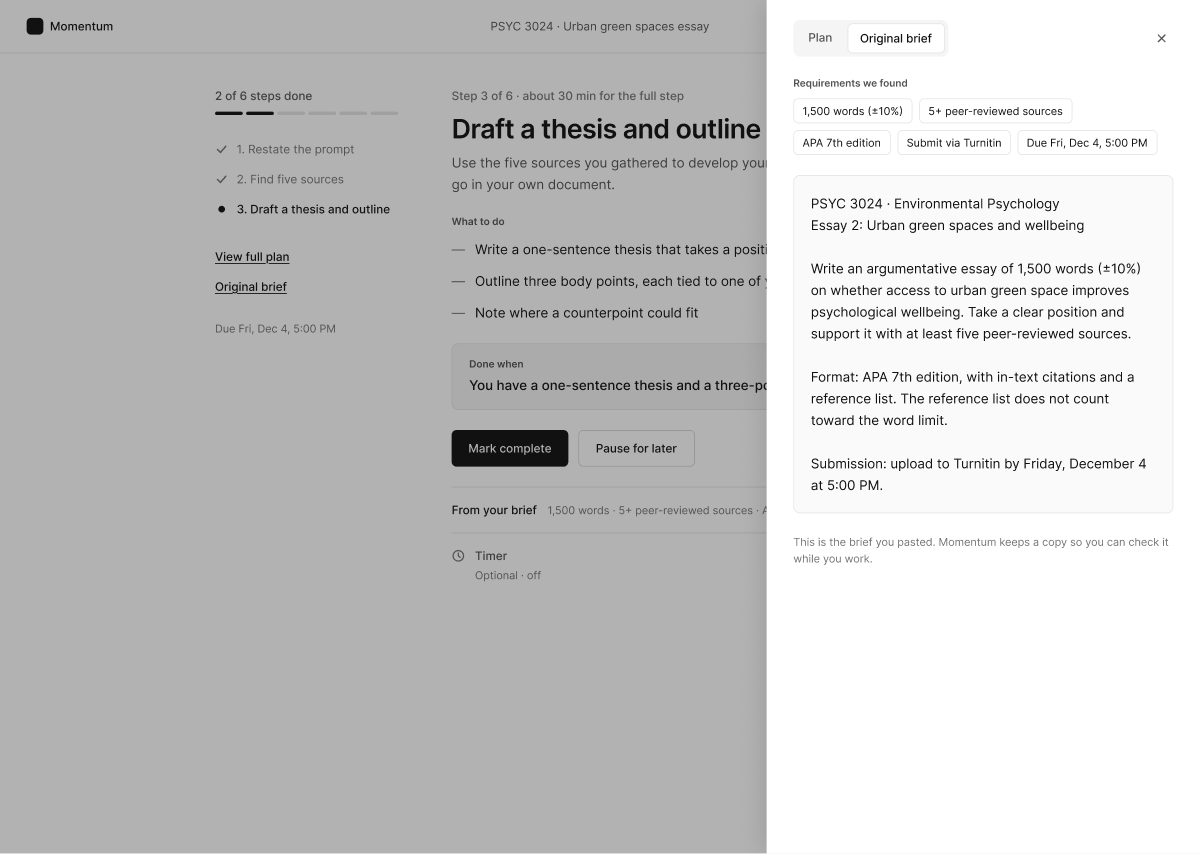 Momentum
PSYC 3024 · Urban green spaces essay
2 of 6 steps done
1. Restate the prompt
2. Find five sources
3. Draft a thesis and outline
View full plan
Original brief
Due Fri, Dec 4, 5:00 PM
Step 3 of 6 · about 30 min for the full step
Draft a thesis and outline
Use the five sources you gathered to develop your
go in your own document.
What to do
— Write a one-sentence thesis that takes a positi
— Outline three body points, each tied to one of
— Note where a counterpoint could fit
Done when
You have a one-sentence thesis and a three-po
Mark complete
Pause for later
From your brief 1,500 words · 5+ peer-reviewed sources · A
Timer
Optional · off
Plan
Original brief
×
Requirements we found
1,500 words (±10%)
5+ peer-reviewed sources
APA 7th edition
Submit via Turnitin
Due Fri, Dec 4, 5:00 PM
PSYC 3024 · Environmental Psychology
Essay 2: Urban green spaces and wellbeing
Write an argumentative essay of 1,500 words (±10%)
on whether access to urban green space improves
psychological wellbeing. Take a clear position and
support it with at least five peer-reviewed sources.
Format: APA 7th edition, with in-text citations and a
reference list. The reference list does not count
toward the word limit.
Submission: upload to Turnitin by Friday, December 4
at 5:00 PM.
This is the brief you pasted. Momentum keeps a copy so you can check it
while you work.